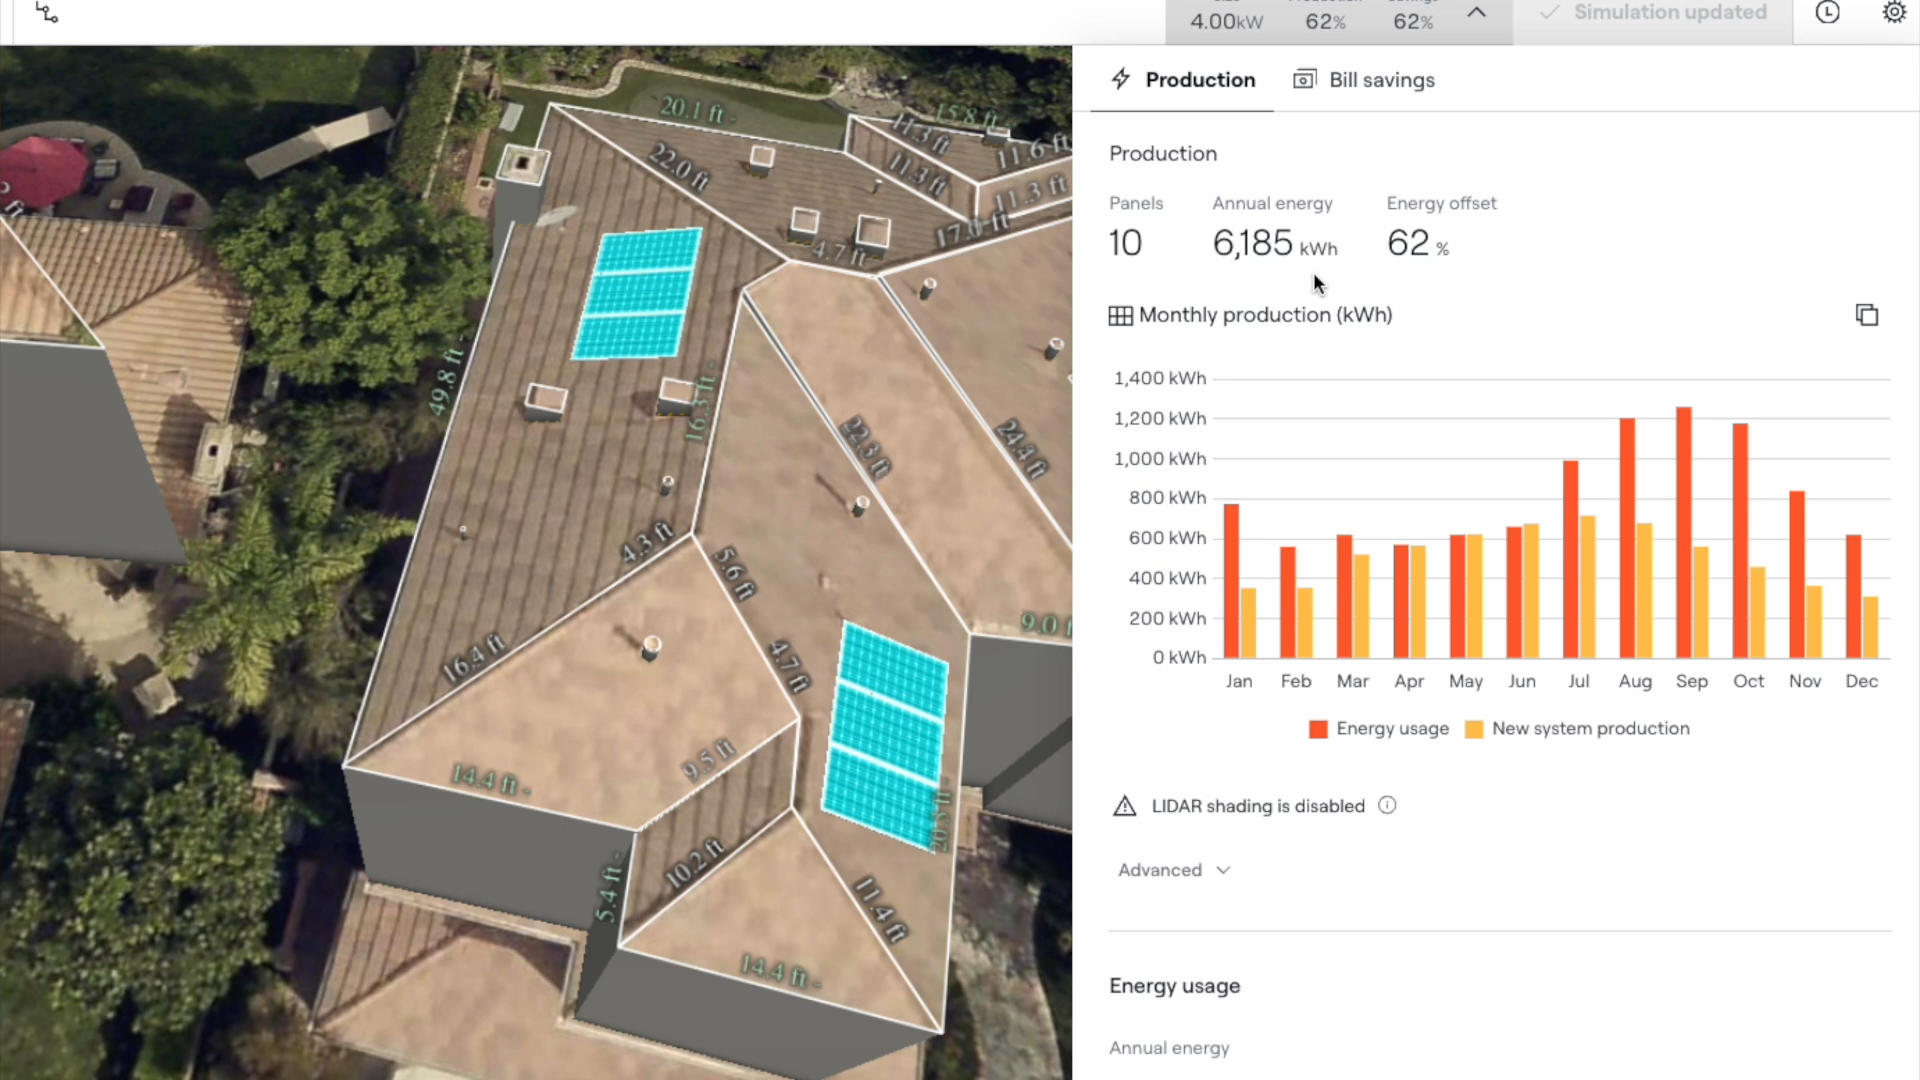 4.00kW
62%
62%
Simulation updated
Production
Bill savings
Production
Panels
Annual energy
Energy offset
10
6,185 kWh
62 %
Monthly production (kWh)
1,400 kWh
1,200 kWh
1,000 kWh
800 kWh
600 kWh
400 kWh
200 kWh
0 kWh
Jan Feb Mar Apr May Jun Jul Aug Sep Oct Nov Dec
Energy usage
New system production
LIDAR shading is disabled
Advanced
Energy usage
Annual energy
20.1 ft -
15.8 ft
11.3 ft
11.6 ft
22.0 ft
11.3 ft
11.3 ft
17.0 ft
4.7 ft
ft
49.8 ft -
16.3 ft -
22.3 ft
24.4 ft
4.3 ft
5.6 ft
9.0 f
16.4 ft
4.7 ft
9.5 ft
14.4 ft -
20.3 ft -
10.2 ft
5.4 ft -
11.4 ft
14.4 ft -